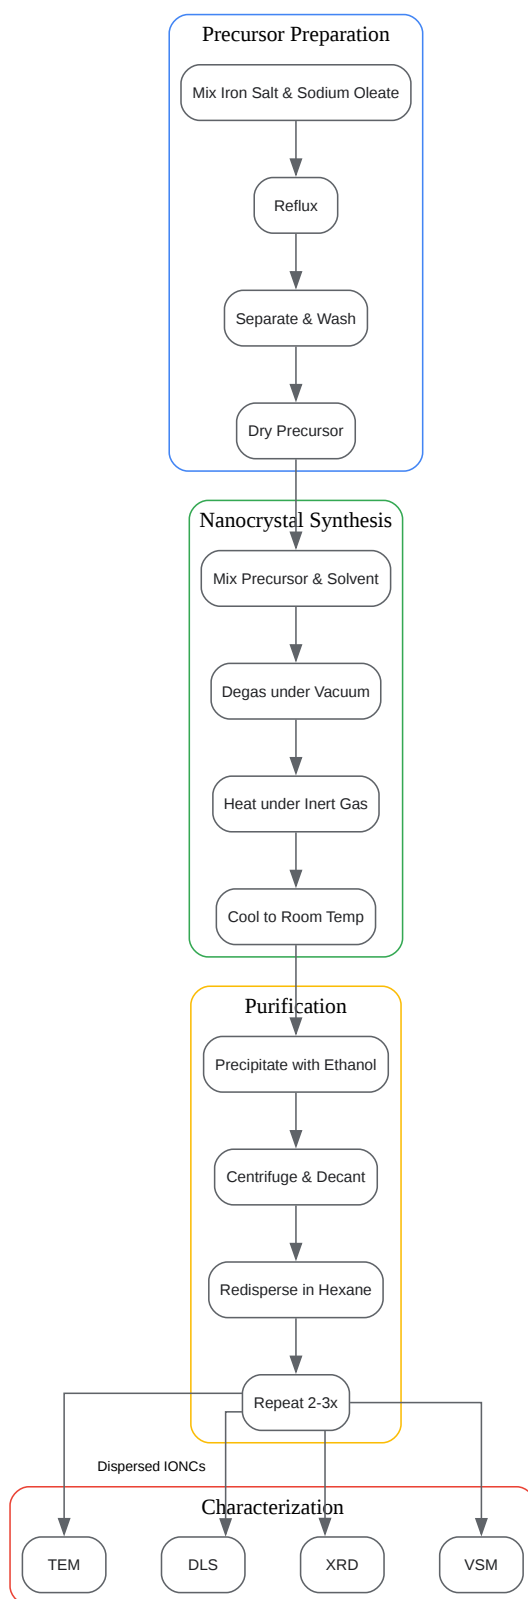 Precursor Preparation
Mix Iron Salt & Sodium Oleate
Reflux
Separate & Wash
Dry Precursor
Nanocrystal Synthesis
Mix Precursor & Solvent
Degas under Vacuum
Heat under Inert Gas
Cool to Room Temp
Purification
Precipitate with Ethanol
Centrifuge & Decant
Redisperse in Hexane
Repeat 2-3x
Dispersed IONCs
Characterization
TEM
DLS
XRD
VSM